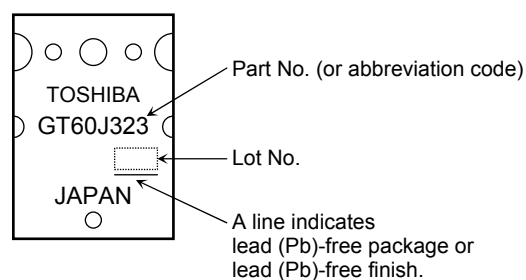 TOSHIBA
GT60J323
JAPAN
Part No. (or abbreviation code)
Lot No.
A line indicates
lead (Pb)-free package or
lead (Pb)-free finish.